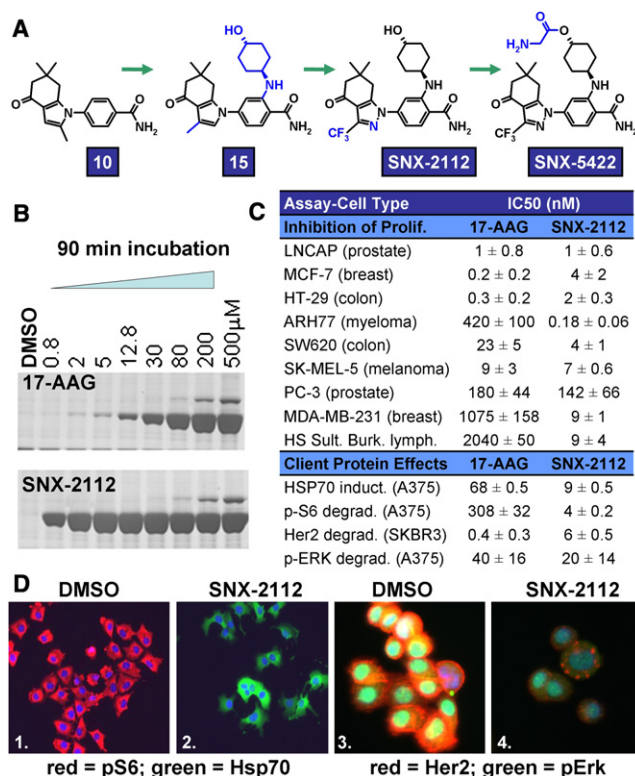 A
HO
HO
HO
H₂N
O
O
NH
NH
NH
O
N
O
NH₂
O
N
O
NH₂
O
N
N
CF₃
O
NH₂
O
N
N
CF₃
O
NH₂
10
15
SNX-2112
SNX-5422
B
90 min incubation
DMSO
0.8
2
5
12.8
30
80
200
500µM
17-AAG
SNX-2112
C
Assay-Cell Type IC50 (nM)
Inhibition of Prolif. 17-AAG SNX-2112
LNCAP (prostate) 1 ± 0.8 1 ± 0.6
MCF-7 (breast) 0.2 ± 0.2 4 ± 2
HT-29 (colon) 0.3 ± 0.2 2 ± 0.3
ARH77 (myeloma) 420 ± 100 0.18 ± 0.06
SW620 (colon) 23 ± 5 4 ± 1
SK-MEL-5 (melanoma) 9 ± 3 7 ± 0.6
PC-3 (prostate) 180 ± 44 142 ± 66
MDA-MB-231 (breast) 1075 ± 158 9 ± 1
HS Sult. Burk. lymph. 2040 ± 50 9 ± 4
Client Protein Effects 17-AAG SNX-2112
HSP70 induct. (A375) 68 ± 0.5 9 ± 0.5
p-S6 degrad. (A375) 308 ± 32 4 ± 0.2
Her2 degrad. (SKBR3) 0.4 ± 0.3 6 ± 0.5
p-ERK degrad. (A375) 40 ± 16 20 ± 14
D
DMSO SNX-2112 DMSO SNX-2112
1. 2. 3. 4.
red = pS6; green = Hsp70 red = Her2; green = pErk